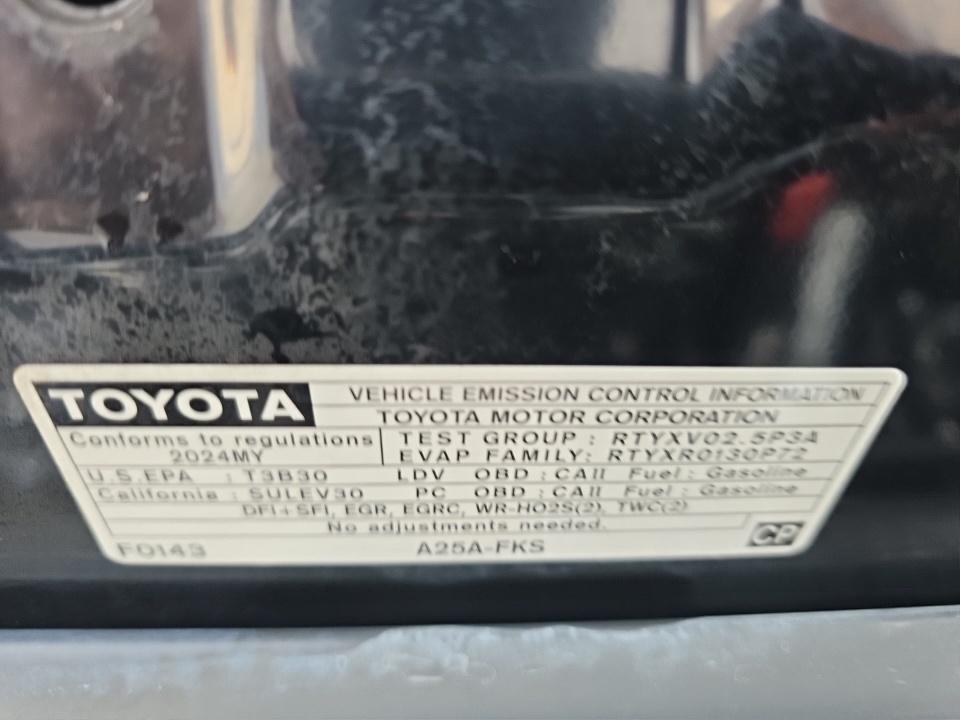 TOYOTA VEHICLE EMISSION CONTROL INFORMATION
TOYOTA MOTOR CORPORATION
Conforms to regulations
2024MY
TEST GROUP : RTYXV02.5P3A
EVAP FAMILY: RTYXR0130P72
U.S.EPA : T3B30 LDV OBD : CAII Fuel : Gasoline
California : SULEV30 PC OBD : CAII Fuel : Gasoline
DFI+SFI, EGR, EGRC, WR-HO2S(2), TWC(2)
No adjustments needed.
F0143 A25A-FKS CP